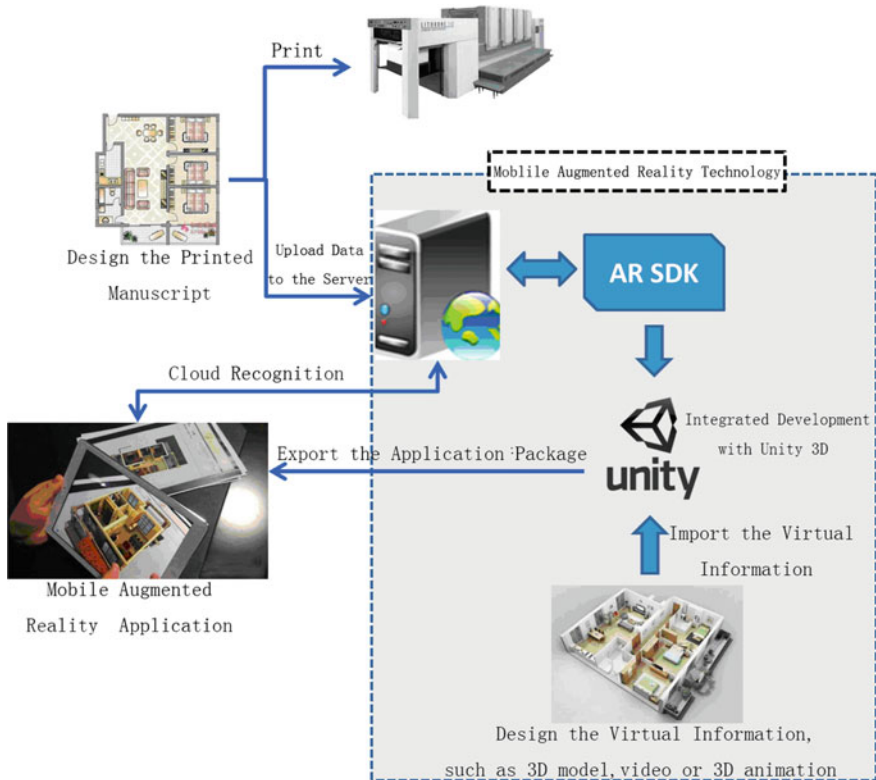 Print
LITHRONE
Moblile Augmented Reality Technology
Design the Printed
Manuscript
Upload Data
to the Server
AR SDK
Cloud Recognition
Export the Application Package
unity
Integrated Development
with Unity 3D
Import the Virtual
Information
Mobile Augmented
Reality Application
Design the Virtual Information,
such as 3D model, video or 3D animation